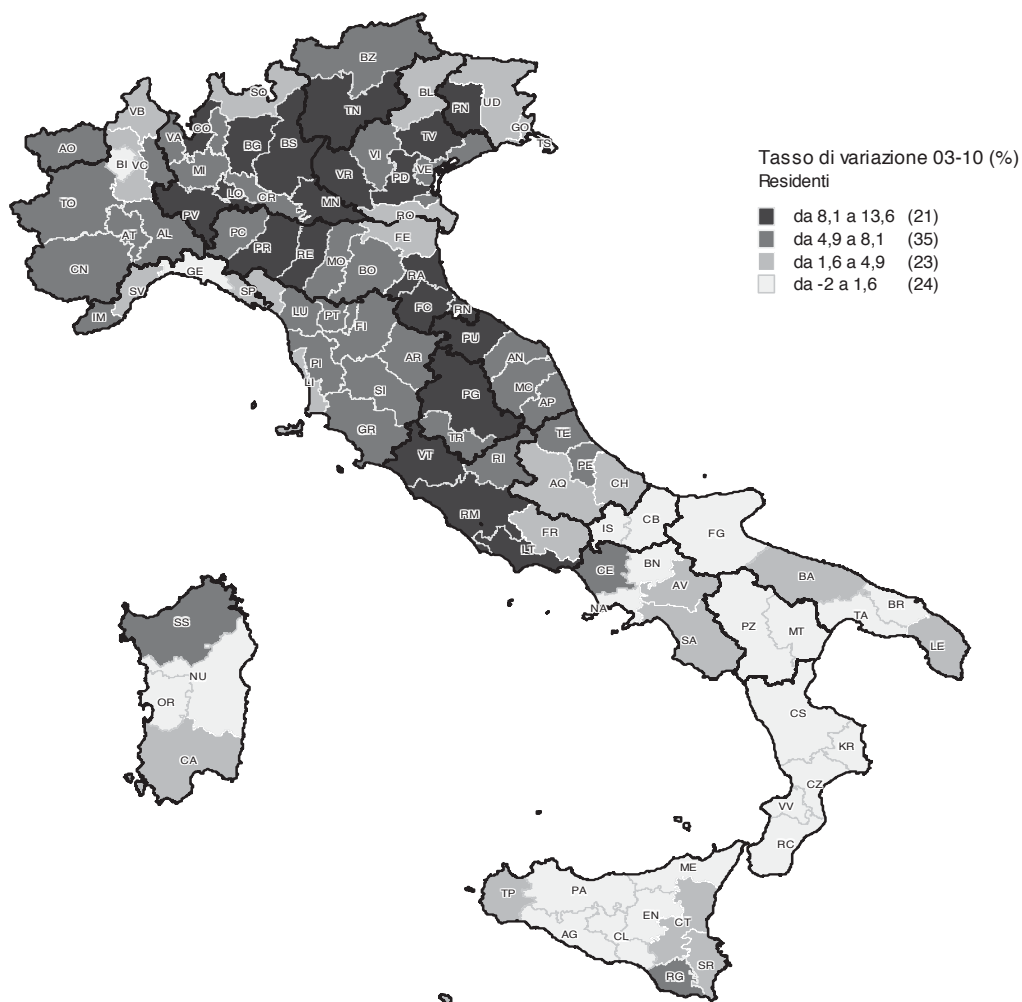 BZ
SO
BL
UD
PN
TN
VB
CO
VA
BG
BS
TV
GO
TS
AO
BI
VC
MI
VI
VE
PD
VR
LO
CR
MN
TO
PV
RO
AT
AL
PC
PR
RE
MO
FE
BO
CN
GE
SV
SP
RA
FC
RN
IM
LU
PT
FI
PU
PI
AR
AN
LI
SI
PG
MC
AP
GR
TR
TE
VT
RI
PE
AQ
CH
RM
FR
LT
IS
CB
FG
CE
BN
AV
BA
NA
BR
TA
SA
PZ
MT
LE
SS
NU
OR
CA
CS
KR
CZ
VV
RC
ME
TP
PA
EN
CT
AG
CL
SR
RG
Tasso di variazione 03-10 (%)
Residenti
da 8,1 a 13,6 (21)
da 4,9 a 8,1 (35)
da 1,6 a 4,9 (23)
da -2 a 1,6 (24)